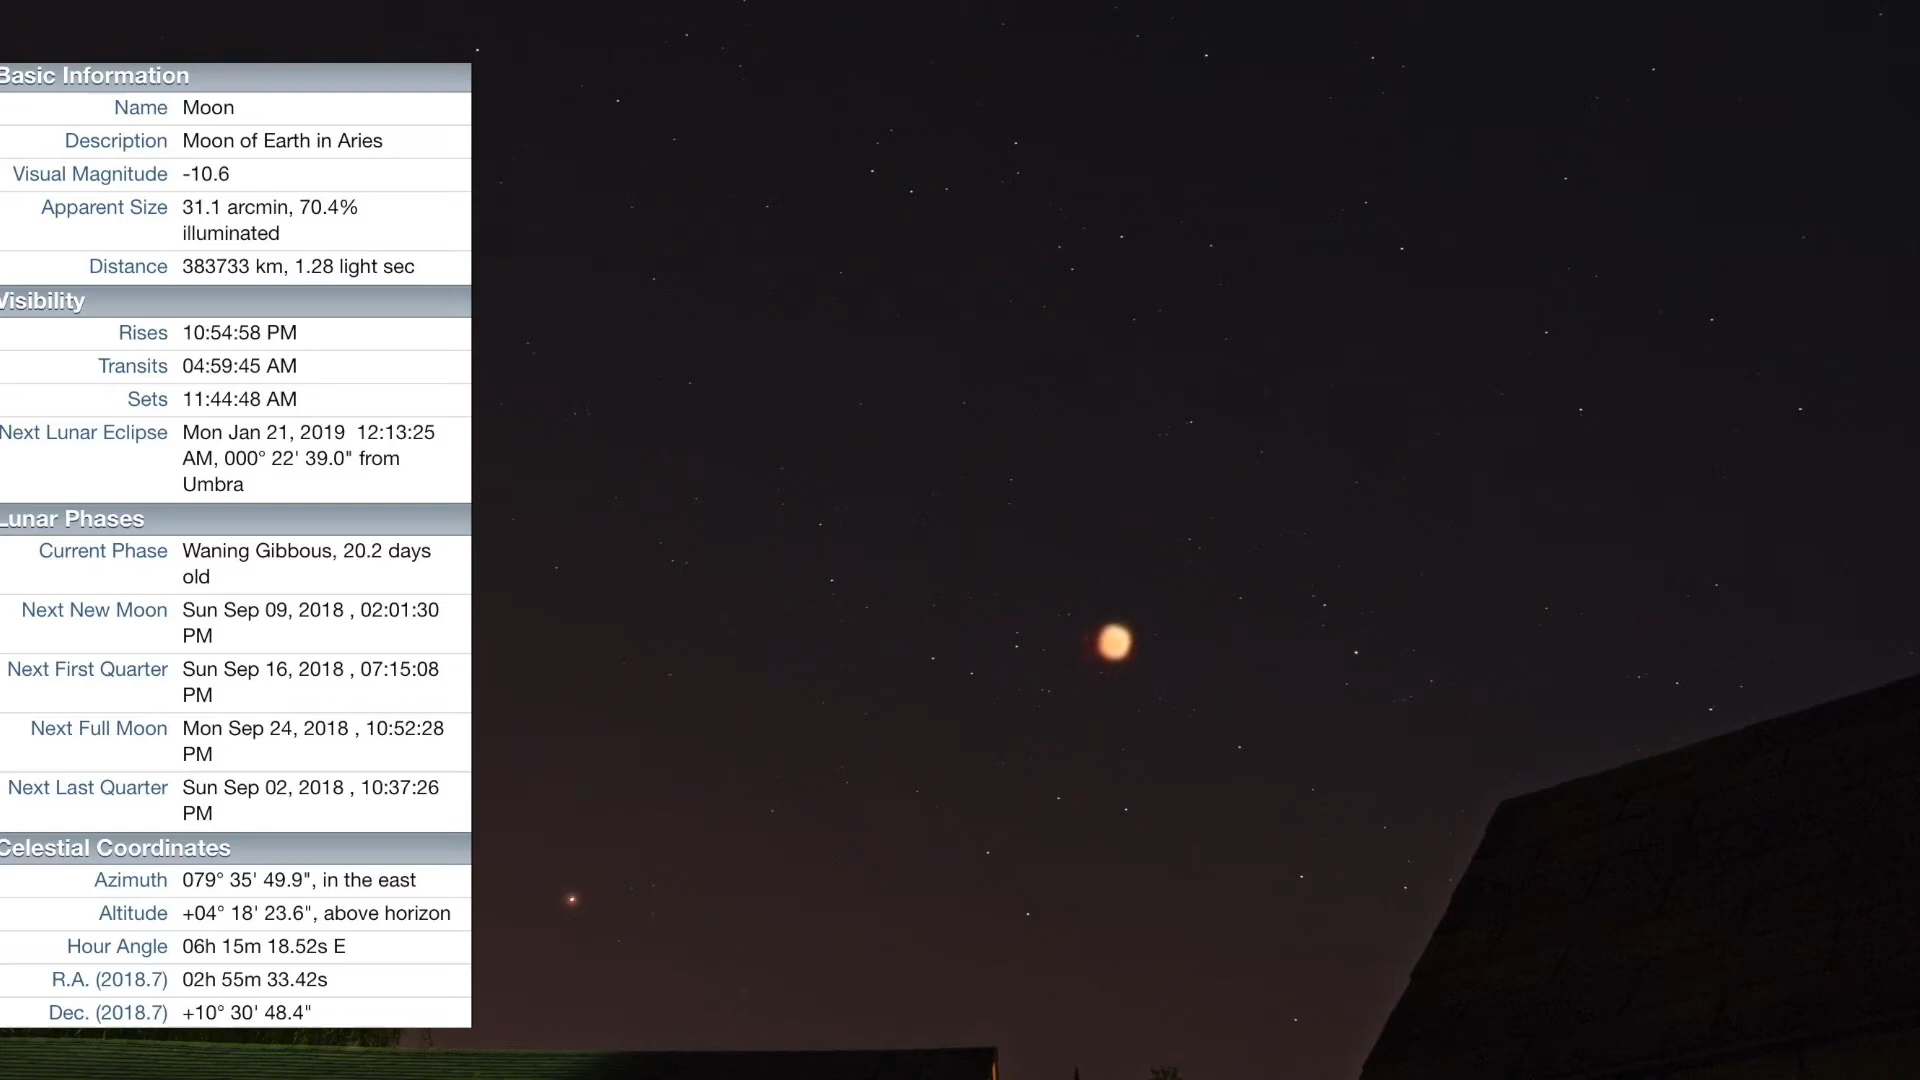 Basic Information
Name Moon
Description Moon of Earth in Aries
Visual Magnitude -10.6
Apparent Size 31.1 arcmin, 70.4%
illuminated
Distance 383733 km, 1.28 light sec
Visibility
Rises 10:54:58 PM
Transits 04:59:45 AM
Sets 11:44:48 AM
Next Lunar Eclipse Mon Jan 21, 2019 12:13:25
AM, 000° 22' 39.0" from
Umbra
Lunar Phases
Current Phase Waning Gibbous, 20.2 days
old
Next New Moon Sun Sep 09, 2018 , 02:01:30
PM
Next First Quarter Sun Sep 16, 2018 , 07:15:08
PM
Next Full Moon Mon Sep 24, 2018 , 10:52:28
PM
Next Last Quarter Sun Sep 02, 2018 , 10:37:26
PM
Celestial Coordinates
Azimuth 079° 35' 49.9", in the east
Altitude +04° 18' 23.6", above horizon
Hour Angle 06h 15m 18.52s E
R.A. (2018.7) 02h 55m 33.42s
Dec. (2018.7) +10° 30' 48.4"